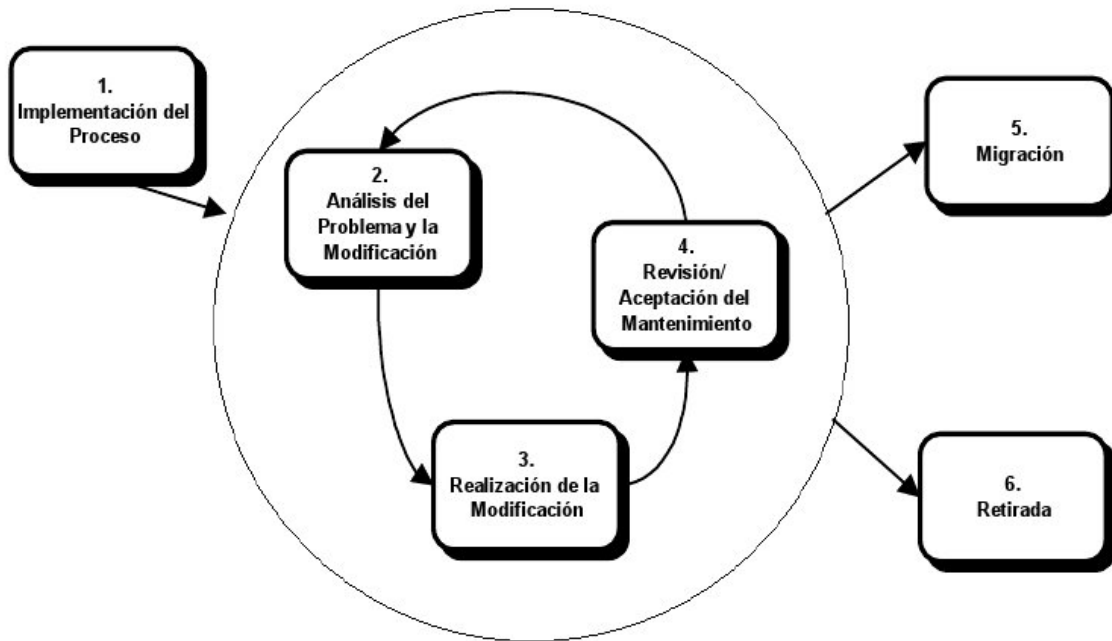 1.
Implementación del
Proceso
2.
Análisis del
Problema y la
Modificación
3.
Realización de la
Modificación
4.
Revisión/
Aceptación del
Mantenimiento
5.
Migración
6.
Retirada